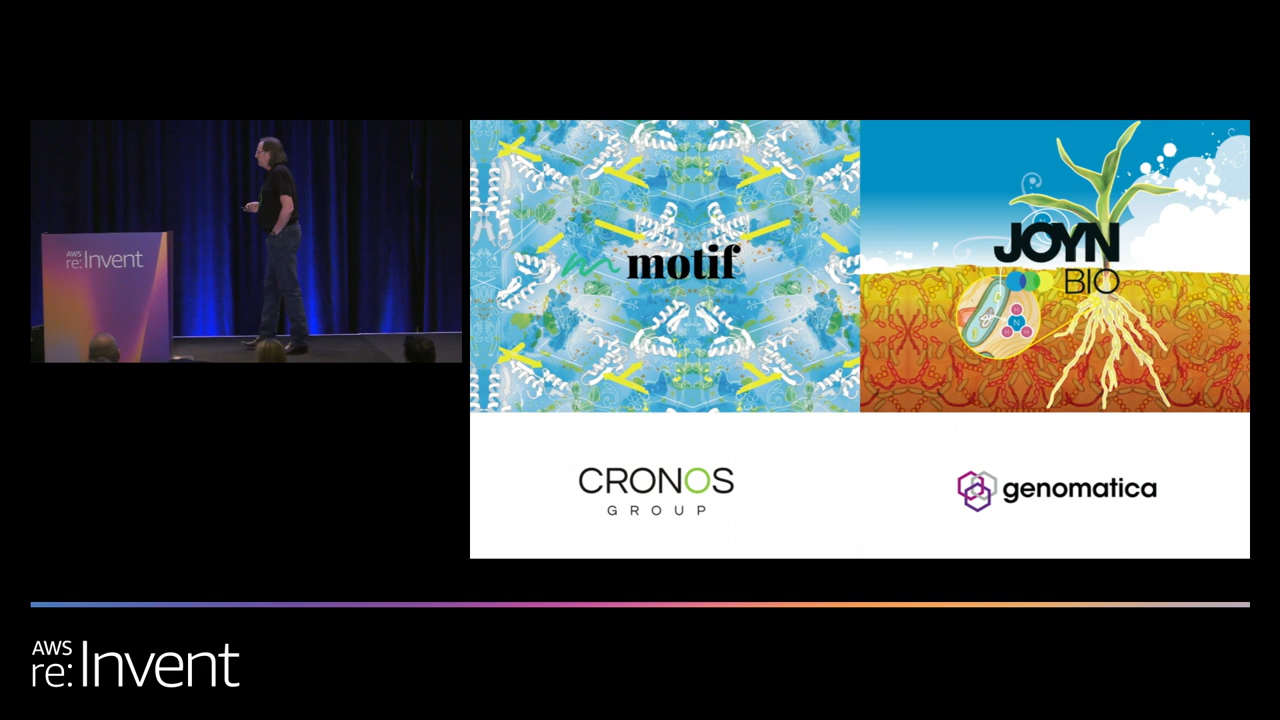 AWS
re:Invent
m motif
JOYN
BIO
H
N
H
H
CRONOS
GROUP
genomatica
AWS
re:Invent